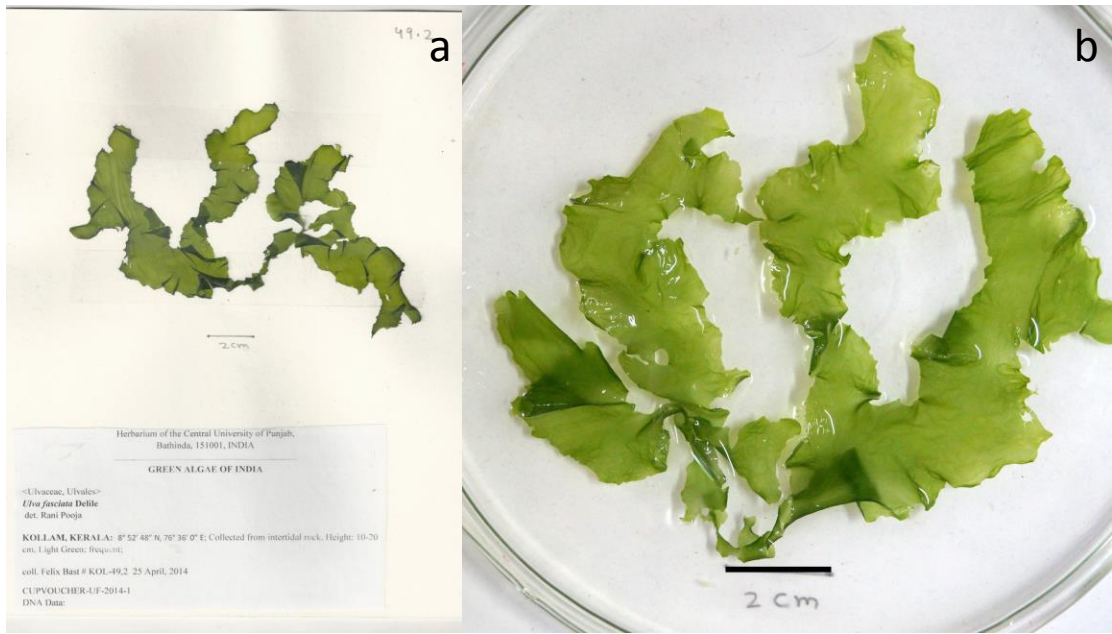 49.2
a
2 cm
Herbarium of the Central University of Punjab,
Bathinda, 151001, INDIA
GREEN ALGAE OF INDIA
<Ulvaceae, Ulvales>
Ulva fasciata Delile
det. Rani Pooja
KOLLAM, KERALA: 8° 52' 48" N, 76° 36' 0" E; Collected from intertidal rock, Height: 10-20
cm, Light Green; frequent;
coll. Felix Bast # KOL-49,2 25 April, 2014
CUPVOUCHER-UF-2014-1
DNA Data:
b
2 cm